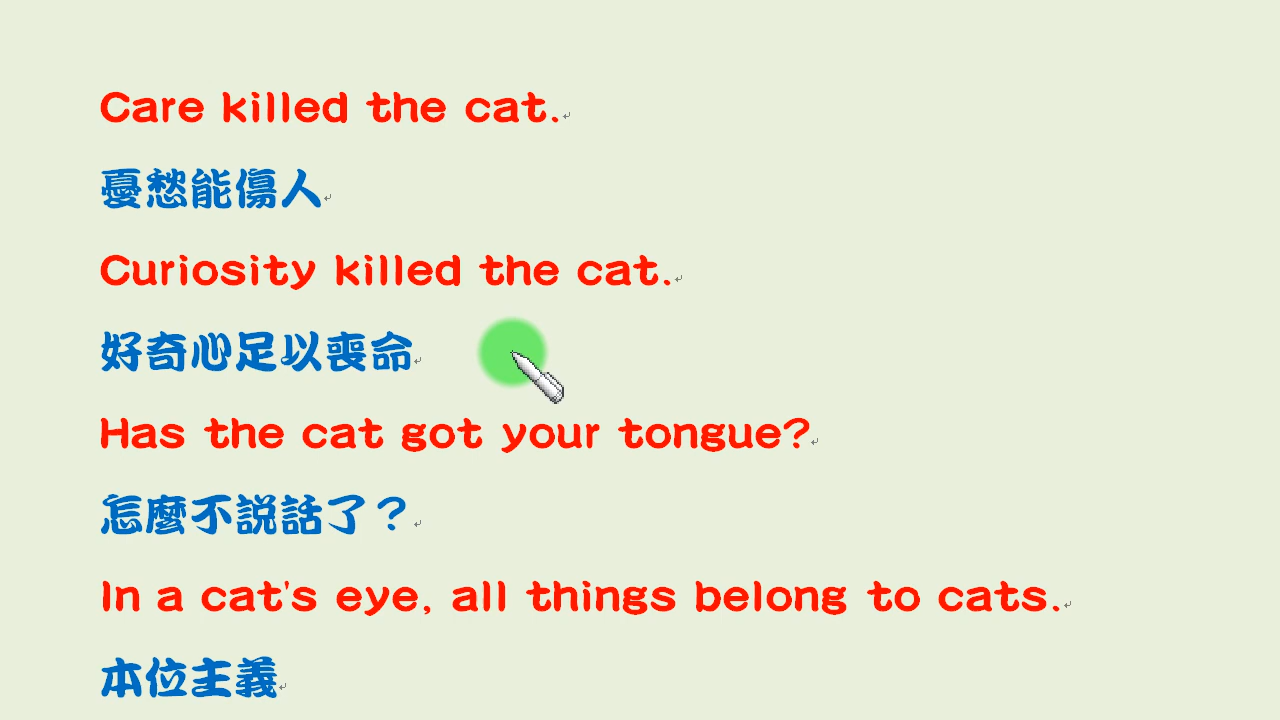 Care killed the cat.
憂愁能傷人
Curiosity killed the cat.
好奇心足以喪命
Has the cat got your tongue?
怎麼不說話了？
In a cat's eye, all things belong to cats.
本位主義